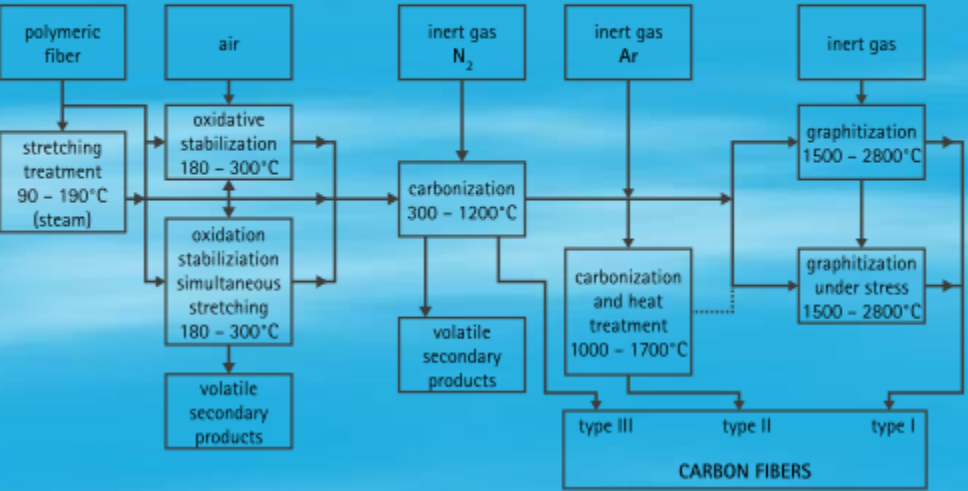 polymeric
fiber
air
inert gas
N₂
inert gas
Ar
inert gas
stretching
treatment
90 – 190°C
(steam)
oxidative
stabilization
180 – 300°C
oxidation
stabiliziation
simultaneous
stretching
180 – 300°C
volatile
secondary
products
carbonization
300 – 1200°C
volatile
secondary
products
carbonization
and heat
treatment
1000 – 1700°C
graphitization
1500 – 2800°C
graphitization
under stress
1500 – 2800°C
type III
type II
type I
CARBON FIBERS